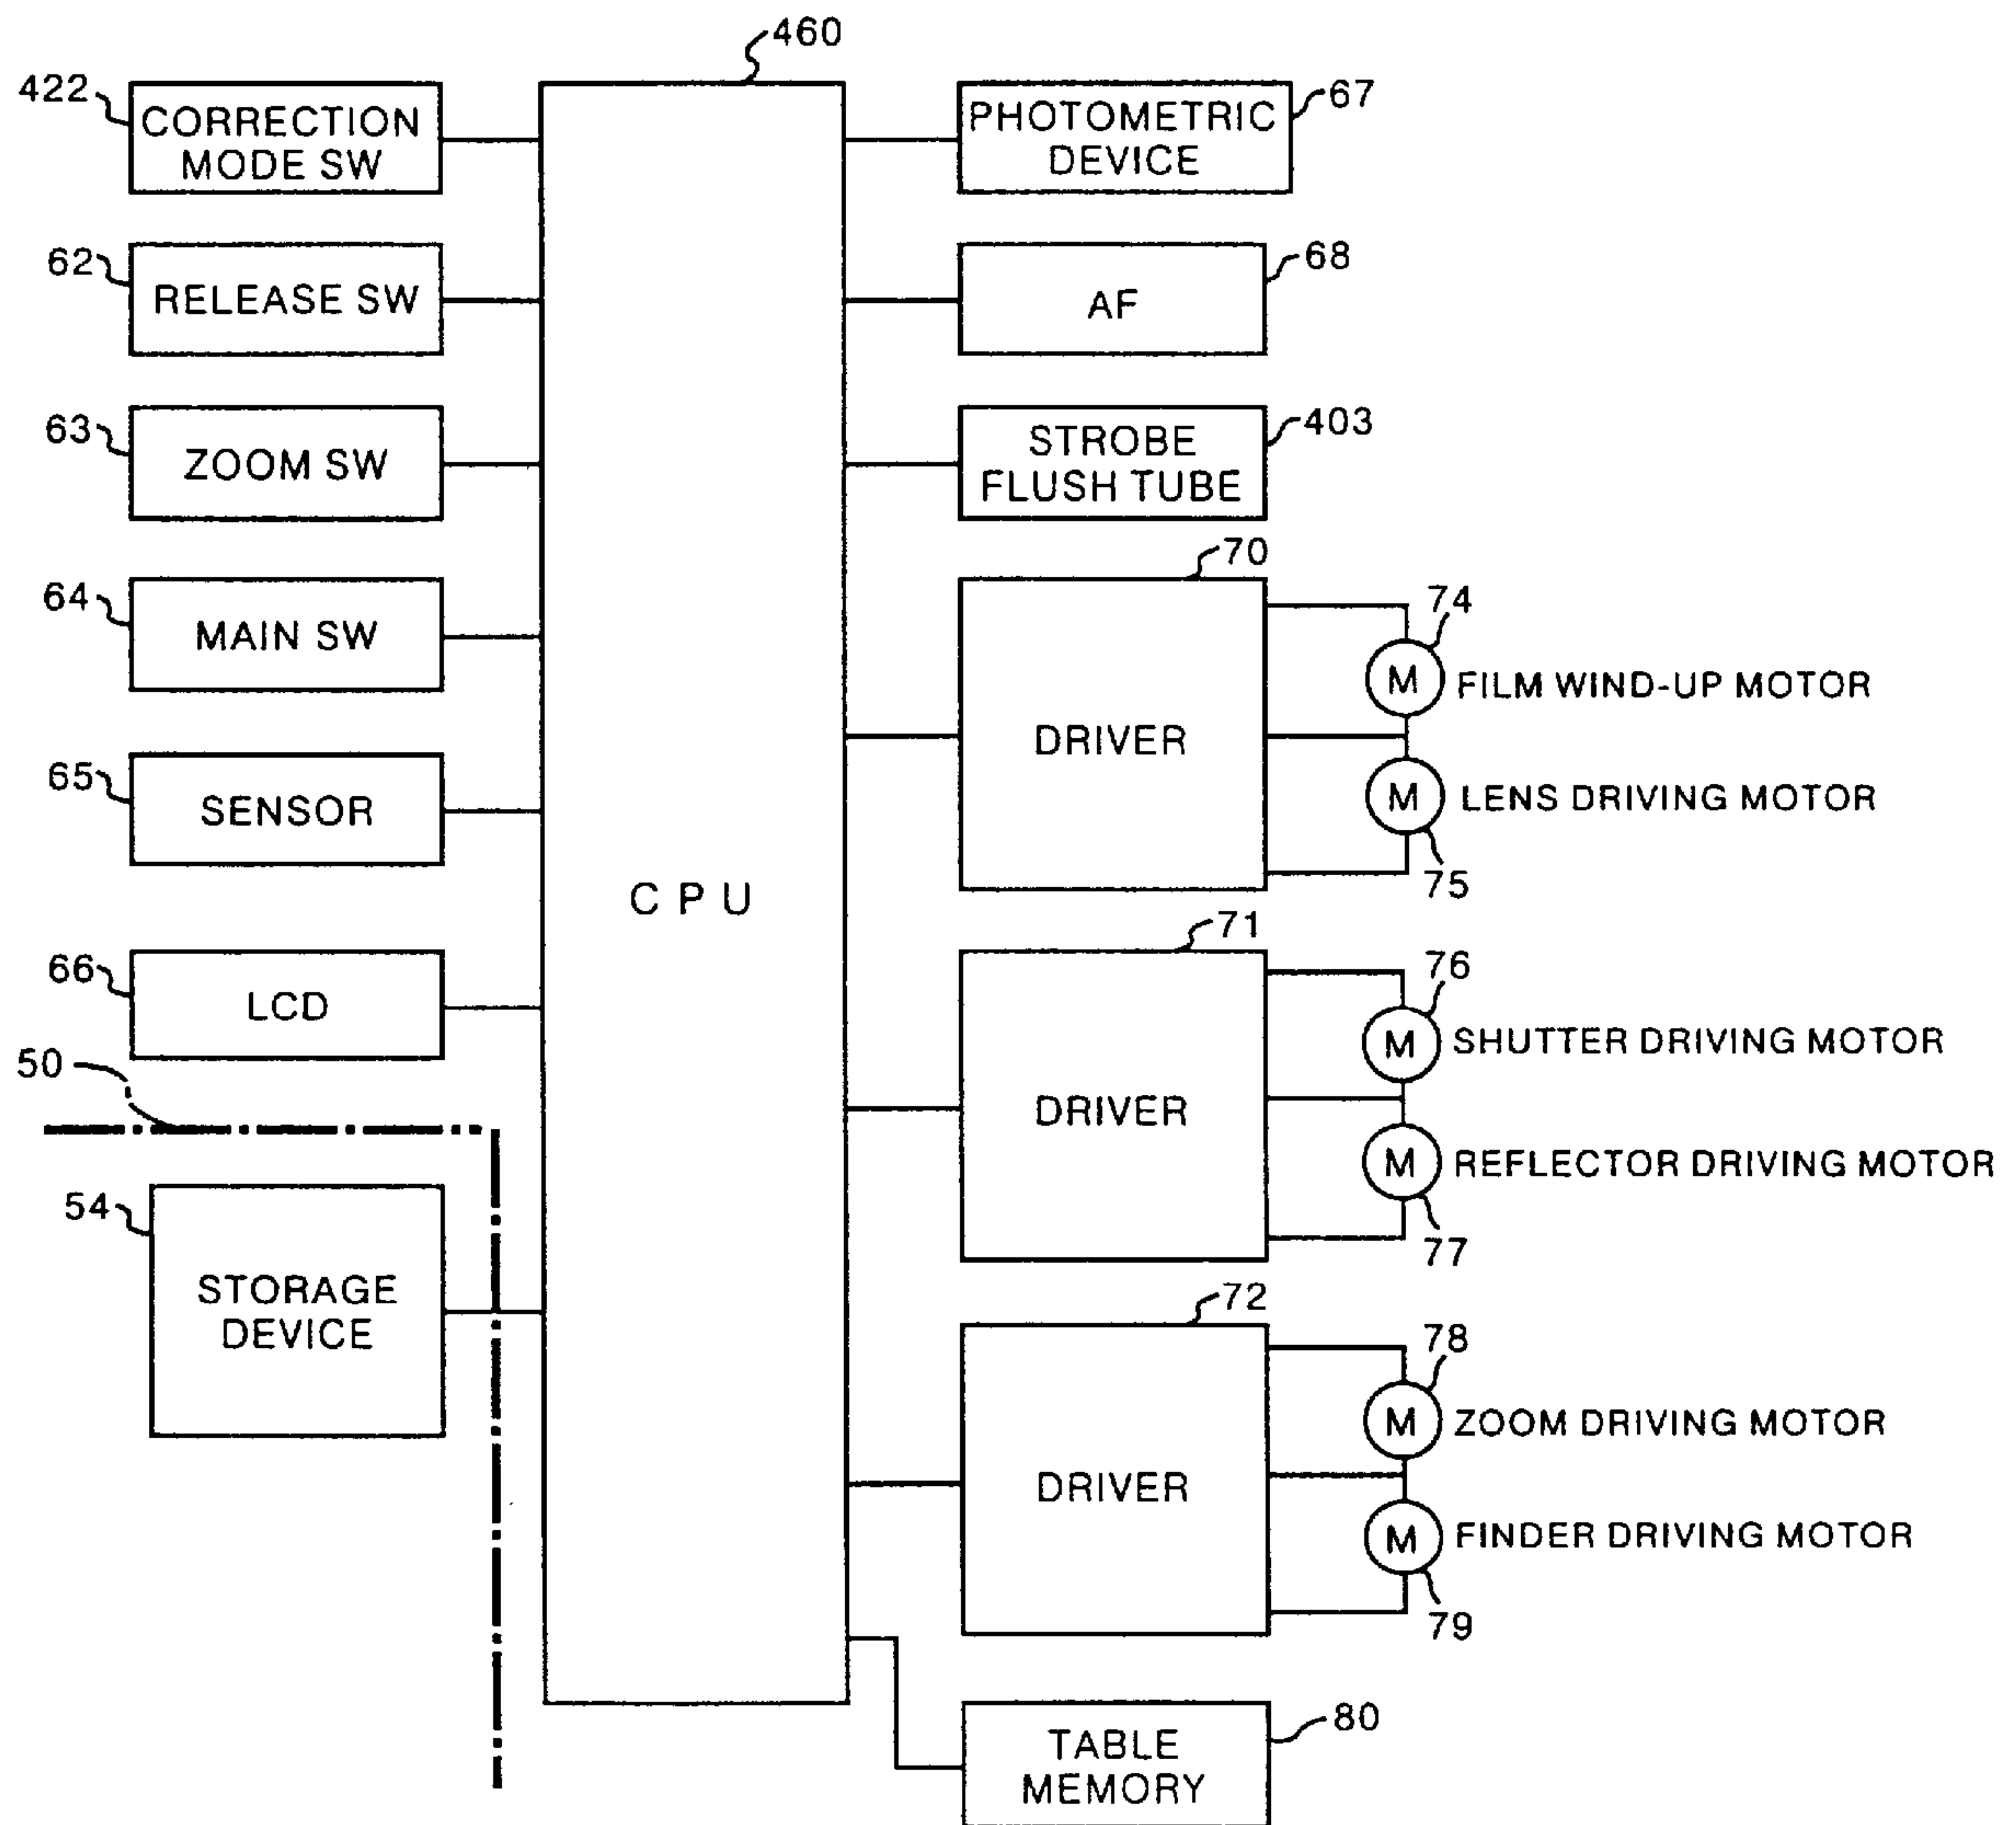 460
422
CORRECTION
MODE SW
PHOTOMETRIC
DEVICE
67
62
RELEASE SW
AF
68
63
ZOOM SW
STROBE
FLUSH TUBE
403
64
MAIN SW
70
DRIVER
74
M
FILM WIND-UP MOTOR
M
LENS DRIVING MOTOR
75
65
SENSOR
CPU
66
LCD
71
DRIVER
76
M
SHUTTER DRIVING MOTOR
M
REFLECTOR DRIVING MOTOR
77
50
54
STORAGE
DEVICE
72
DRIVER
78
M
ZOOM DRIVING MOTOR
M
FINDER DRIVING MOTOR
79
TABLE
MEMORY
80